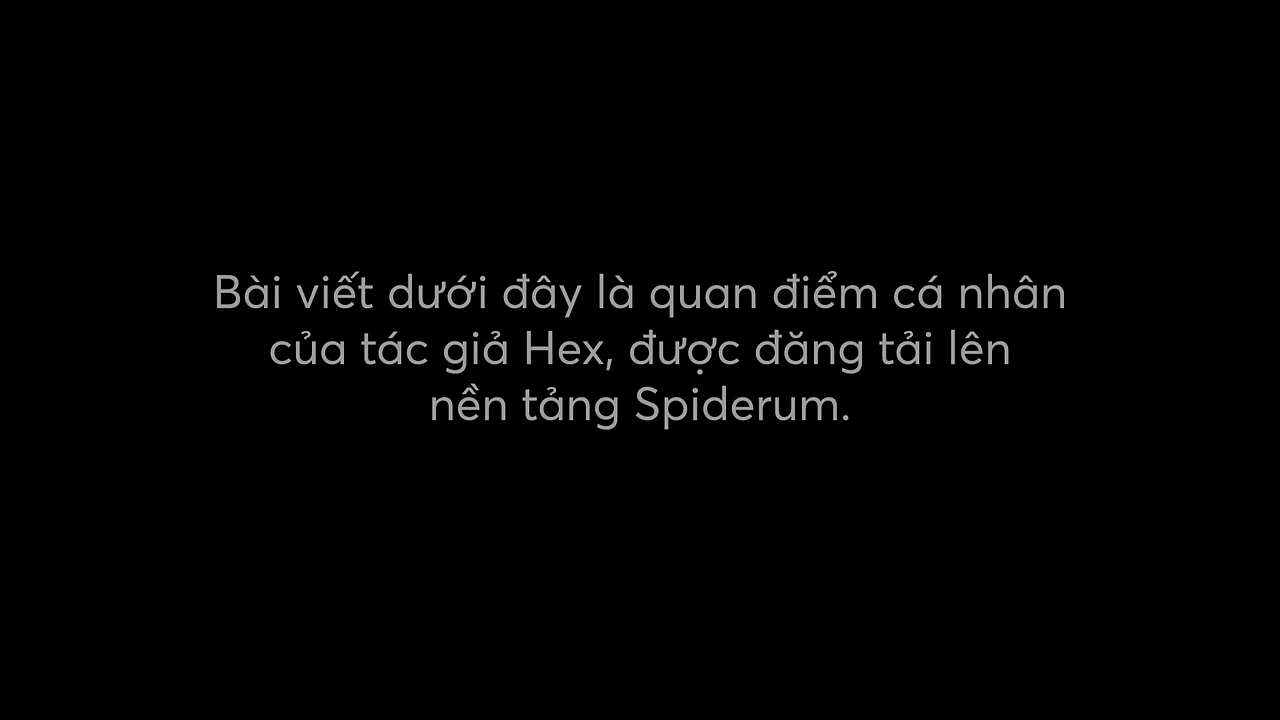 Bài viết dưới đây là quan điểm cá nhân
của tác giả Hex, được đăng tải lên
nền tảng Spiderum.